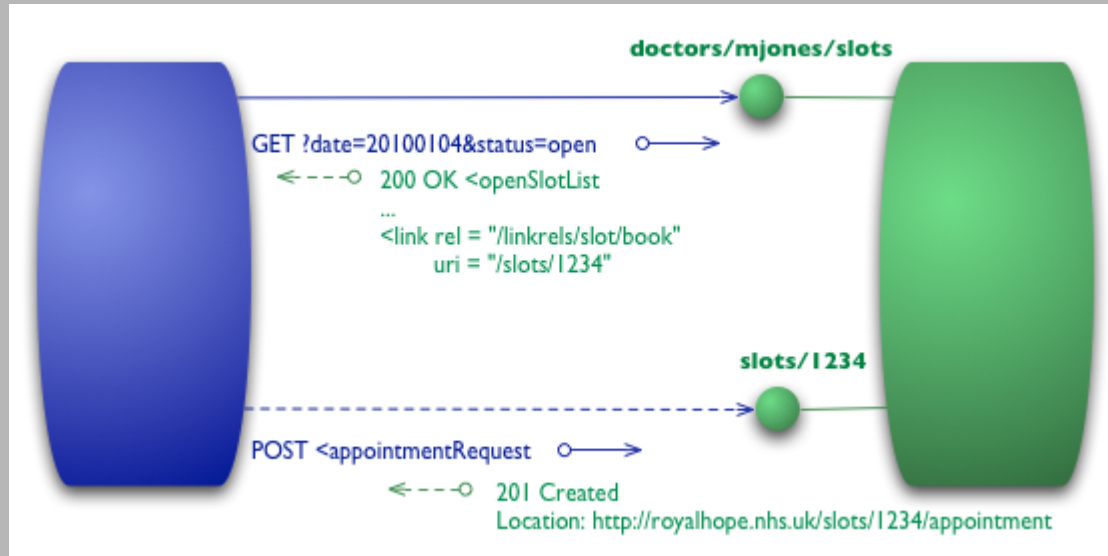 doctors/mjones/slots
GET ?date=20100104&status=open
200 OK <openSlotList
...
<link rel = "/linkrels/slot/book"
uri = "/slots/1234"
slots/1234
POST <appointmentRequest
201 Created
Location: http://royalhope.nhs.uk/slots/1234/appointment